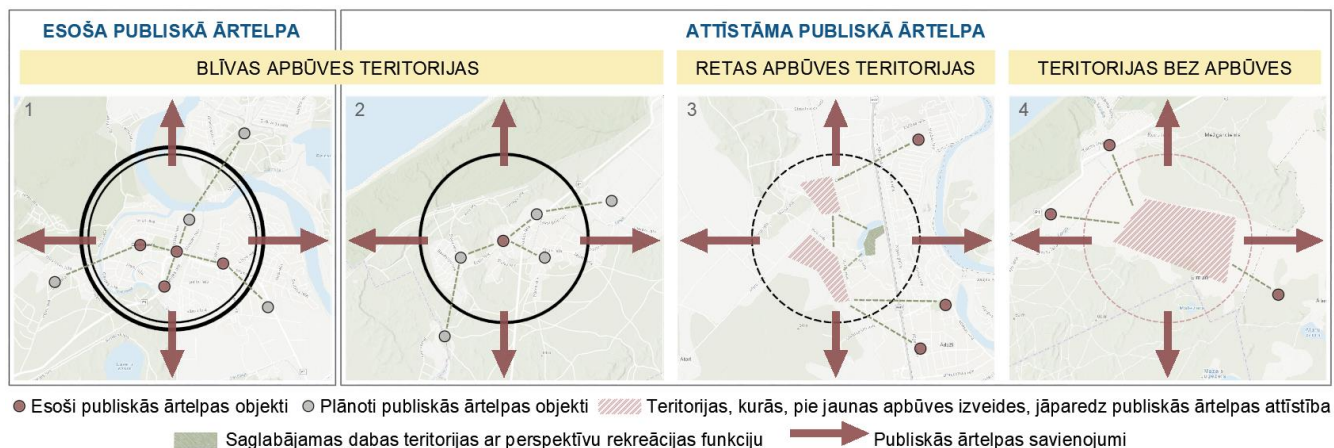 ESOŠA PUBLISKĀ ĀRTELPA
ATTĪSTĀMA PUBLISKĀ ĀRTELPA
BLĪVAS APBŪVES TERITORIJAS
RETAS APBŪVES TERITORIJAS
TERITORIJAS BEZ APBŪVES
1
2
3
4
Esoši publiskās ārtelpas objekti
Plānoti publiskās ārtelpas objekti
Teritorijas, kurās, pie jaunas apbūves izveides, jāparedz publiskās ārtelpas attīstība
Saglabājamas dabas teritorijas ar perspektīvu rekreācijas funkciju
Publiskās ārtelpas savienojumi